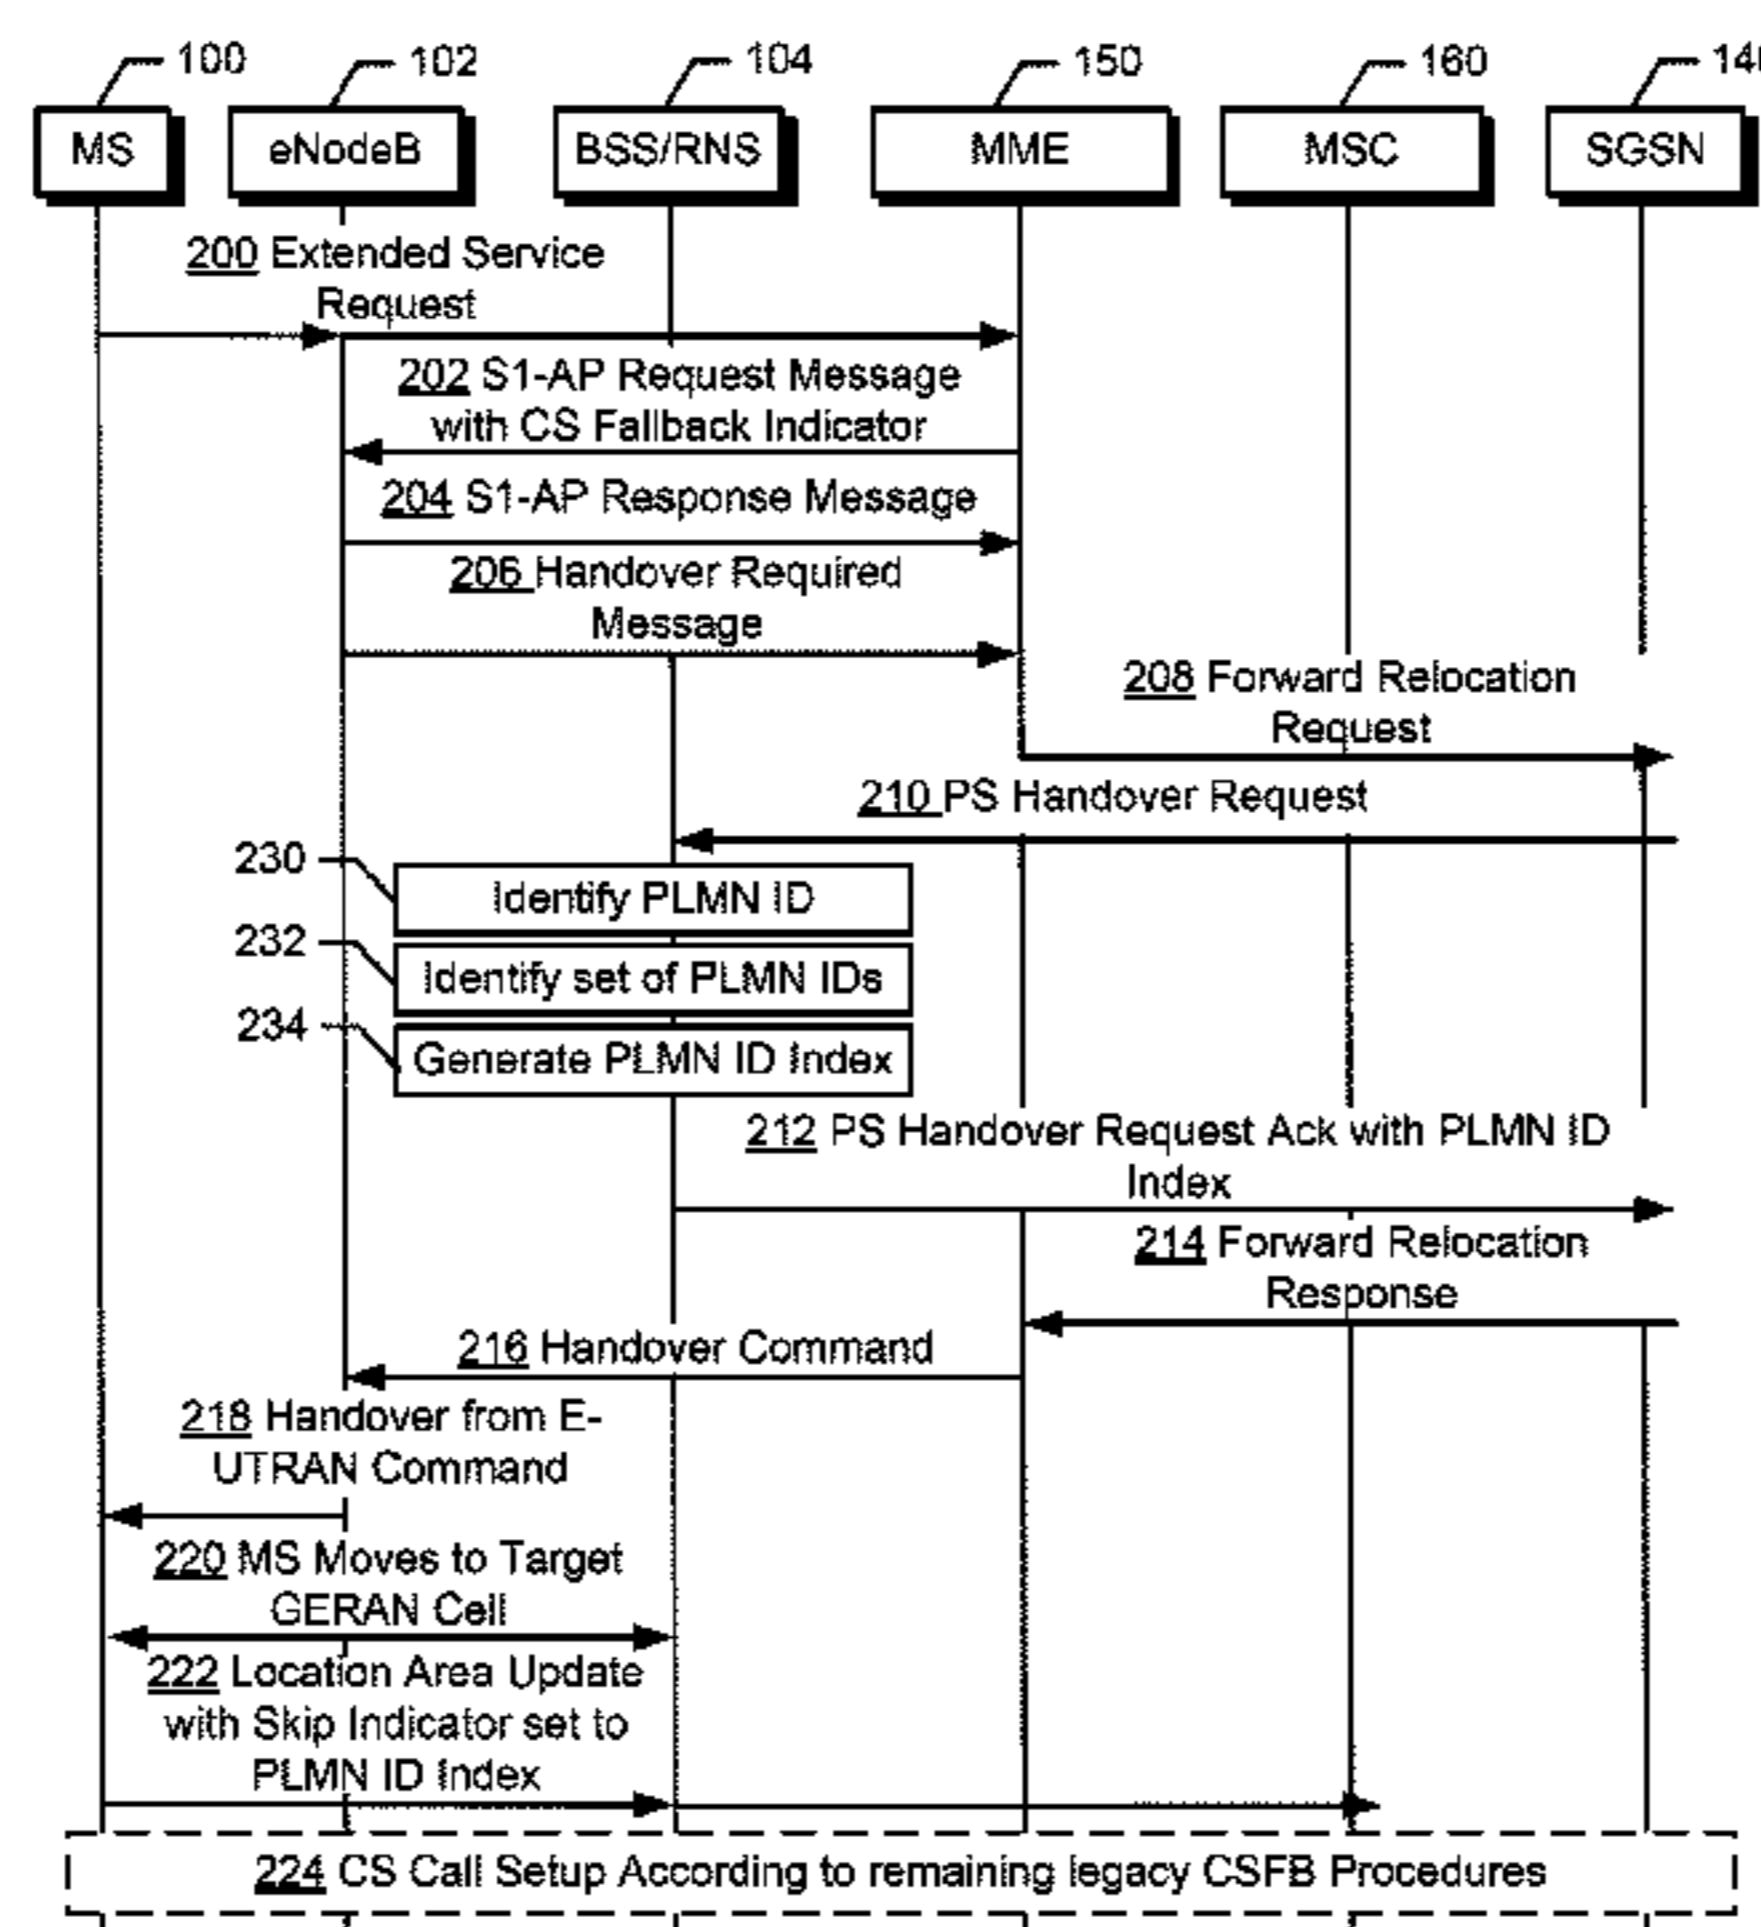 100 102 104 150 160
MS eNodeB BSS/RNS MME MSC SGSN
200 Extended Service
Request
202 S1-AP Request Message
with CS Fallback Indicator
204 S1-AP Response Message
206 Handover Required
Message
208 Forward Relocation
Request
210 PS Handover Request
230
Identify PLMN ID
232
Identify set of PLMN IDs
234
Generate PLMN ID Index
212 PS Handover Request Ack with PLMN ID
Index
214 Forward Relocation
Response
216 Handover Command
218 Handover from E-
UTRAN Command
220 MS Moves to Target
GERAN Cell
222 Location Area Update
with Skip Indicator set to
PLMN ID Index
224 CS Call Setup According to remaining legacy CSFB Procedures